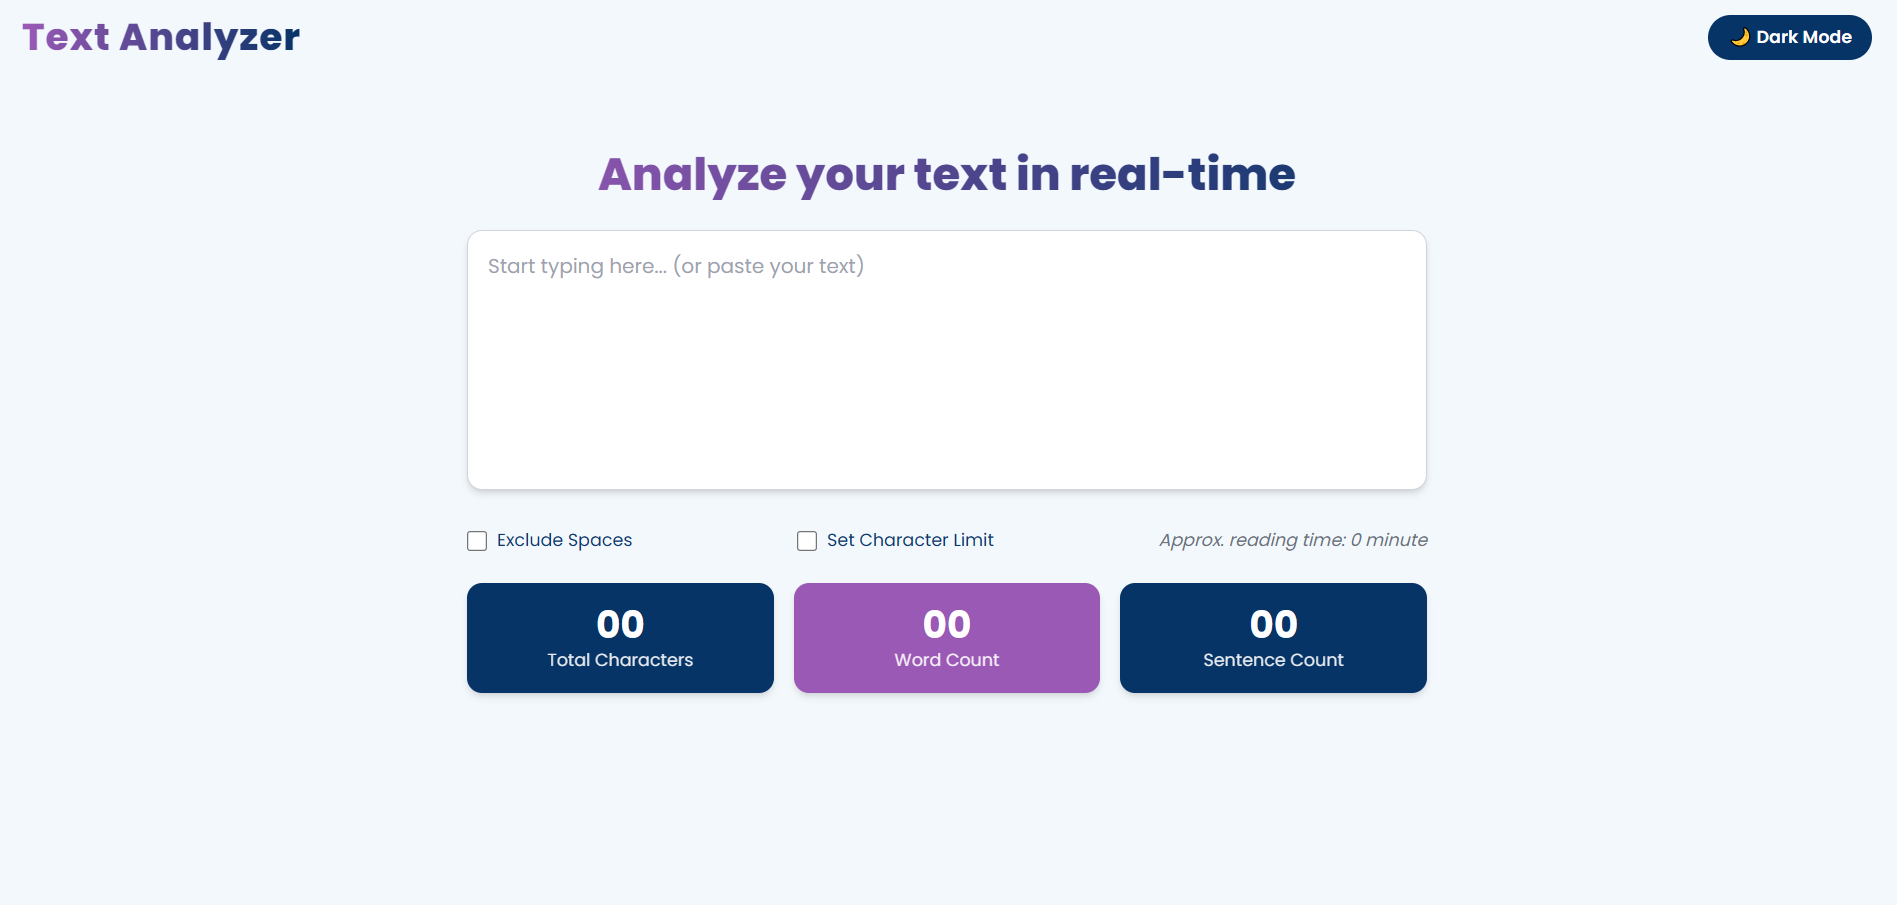 Text Analyzer
🌙 Dark Mode
Analyze your text in real-time
Start typing here... (or paste your text)
Exclude Spaces
Set Character Limit
Approx. reading time: 0 minute
00
Total Characters
00
Word Count
00
Sentence Count